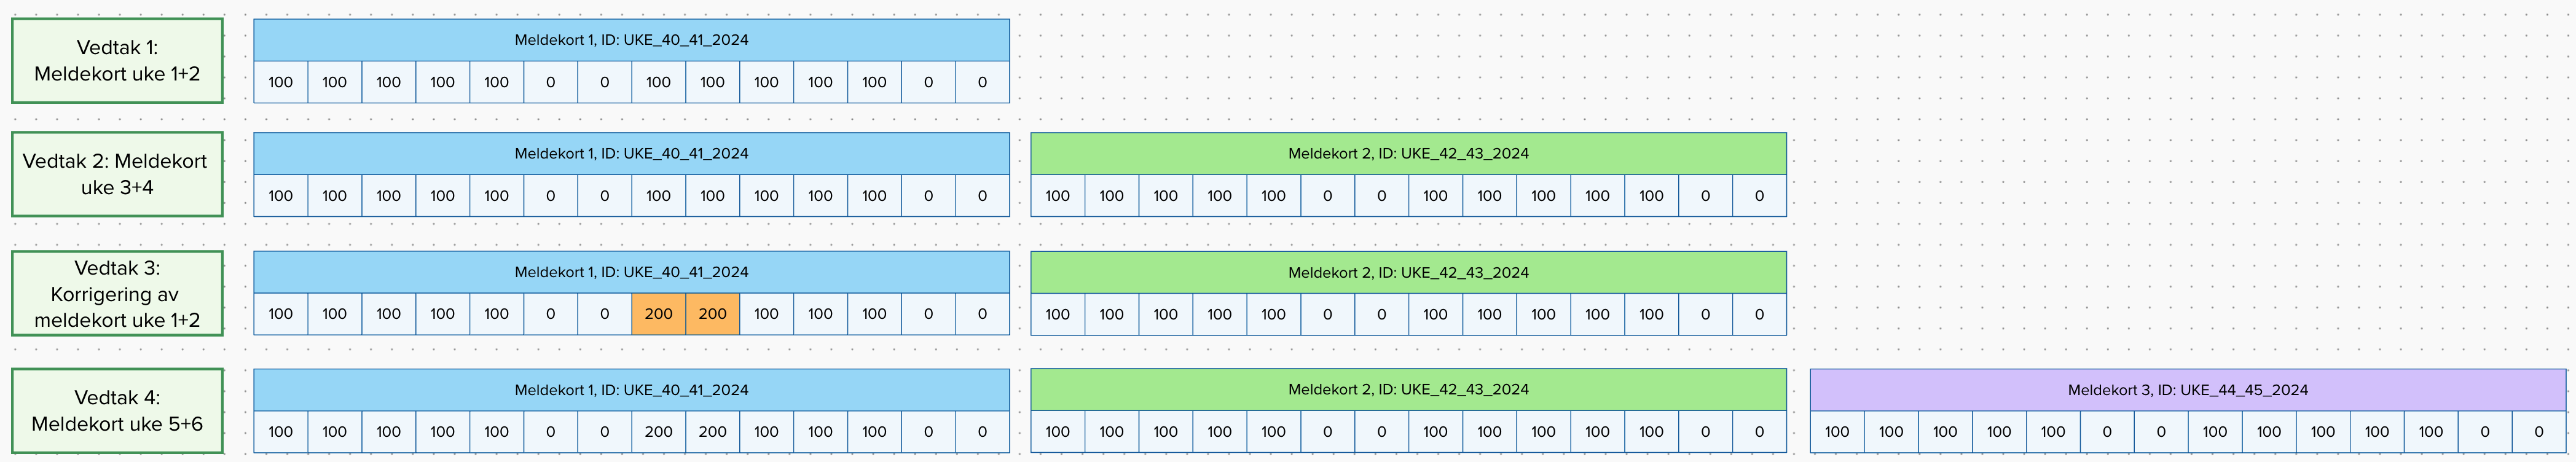 Vedtak 1:
Meldekort uke 1+2
Meldekort 1, ID: UKE_40_41_2024
100 100 100 100 100 0 0 100 100 100 100 100 0 0
Vedtak 2: Meldekort
uke 3+4
Meldekort 1, ID: UKE_40_41_2024
100 100 100 100 100 0 0 100 100 100 100 100 0 0
Meldekort 2, ID: UKE_42_43_2024
100 100 100 100 100 0 0 100 100 100 100 100 0 0
Vedtak 3:
Korrigering av
meldekort uke 1+2
Meldekort 1, ID: UKE_40_41_2024
100 100 100 100 100 0 0 200 200 100 100 100 0 0
Meldekort 2, ID: UKE_42_43_2024
100 100 100 100 100 0 0 100 100 100 100 100 0 0
Vedtak 4:
Meldekort uke 5+6
Meldekort 1, ID: UKE_40_41_2024
100 100 100 100 100 0 0 200 200 100 100 100 0 0
Meldekort 2, ID: UKE_42_43_2024
100 100 100 100 100 0 0 100 100 100 100 100 0 0
Meldekort 3, ID: UKE_44_45_2024
100 100 100 100 100 0 0 100 100 100 100 100 0 0